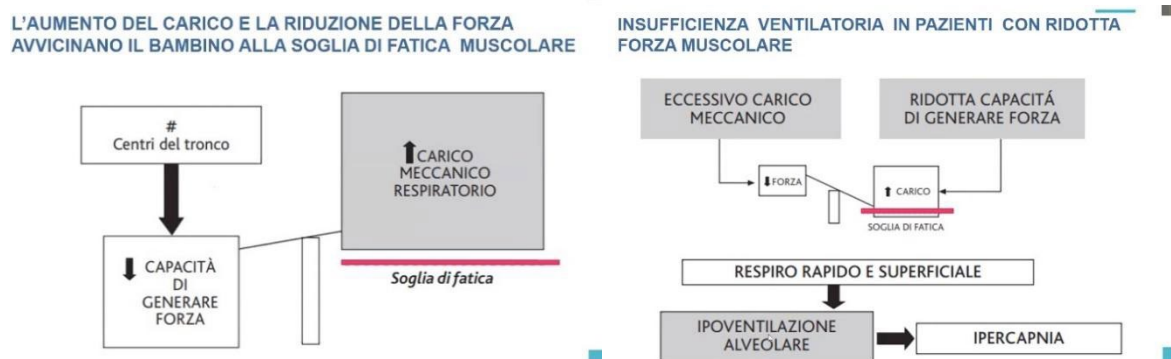 L'AUMENTO DEL CARICO E LA RIDUZIONE DELLA FORZA
AVVICINANO IL BAMBINO ALLA SOGLIA DI FATICA MUSCOLARE
#
Centri del tronco
CARICO
MECCANICO
RESPIRATORIO
CAPACITÀ
DI
GENERARE
FORZA
Soglia di fatica
INSUFFICIENZA VENTILATORIA IN PAZIENTI CON RIDOTTA
FORZA MUSCOLARE
ECCESSIVO CARICO
MECCANICO
RIDOTTA CAPACITÁ
DI GENERARE FORZA
FORZA
CARICO
SOGLIA DI FATICA
RESPIRO RAPIDO E SUPERFICIALE
IPOVENTILAZIONE
ALVEOLARE
IPERCAPNIA